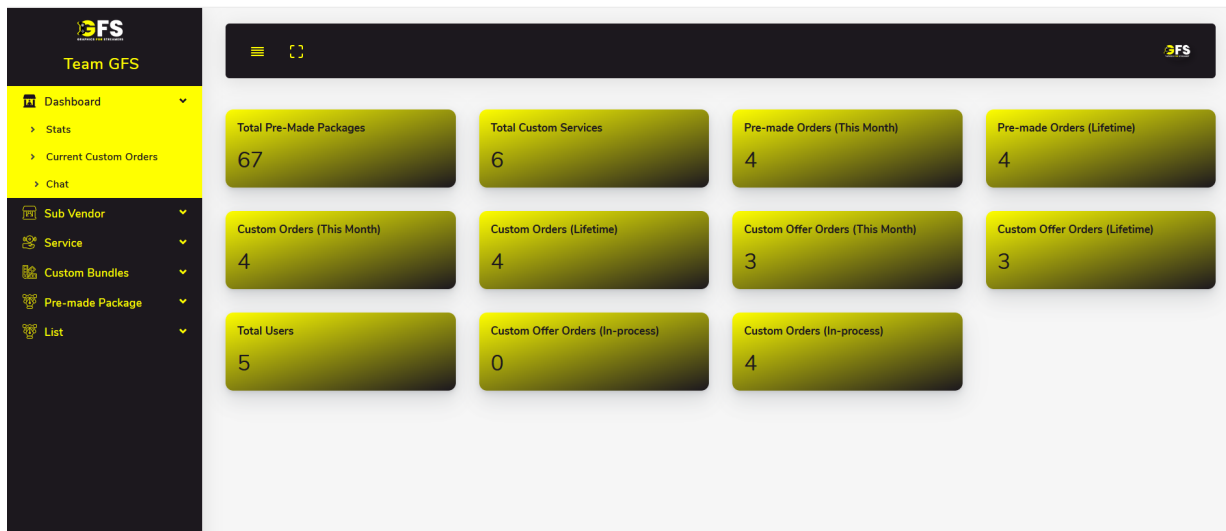 GFS
GRAPHICS FOR STREAMERS
Team GFS
Dashboard
Stats
Current Custom Orders
Chat
Sub Vendor
Service
Custom Bundles
Pre-made Package
List
GFS
Total Pre-Made Packages
67
Total Custom Services
6
Pre-made Orders (This Month)
4
Pre-made Orders (Lifetime)
4
Custom Orders (This Month)
4
Custom Orders (Lifetime)
4
Custom Offer Orders (This Month)
3
Custom Offer Orders (Lifetime)
3
Total Users
5
Custom Offer Orders (In-process)
0
Custom Orders (In-process)
4